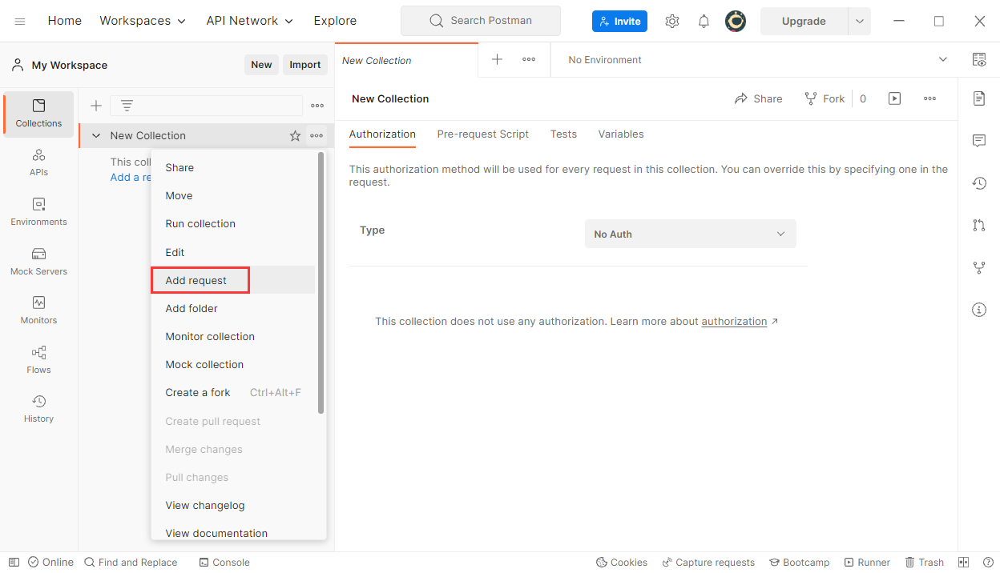 Home Workspaces API Network Explore Search Postman Invite Upgrade
My Workspace New Import New Collection No Environment
New Collection Share Fork 0
Collections
New Collection
Authorization Pre-request Script Tests Variables
This coll
Add a re
This authorization method will be used for every request in this collection. You can override this by specifying one in the
request.
APIs
Environments
Mock Servers
Monitors
Flows
History
Share
Move
Run collection
Edit
Add request
Add folder
Monitor collection
Mock collection
Create a fork Ctrl+Alt+F
Create pull request
Merge changes
Pull changes
View changelog
View documentation
Type No Auth
This collection does not use any authorization. Learn more about authorization
Online Find and Replace Console Cookies Capture requests Bootcamp Runner Trash